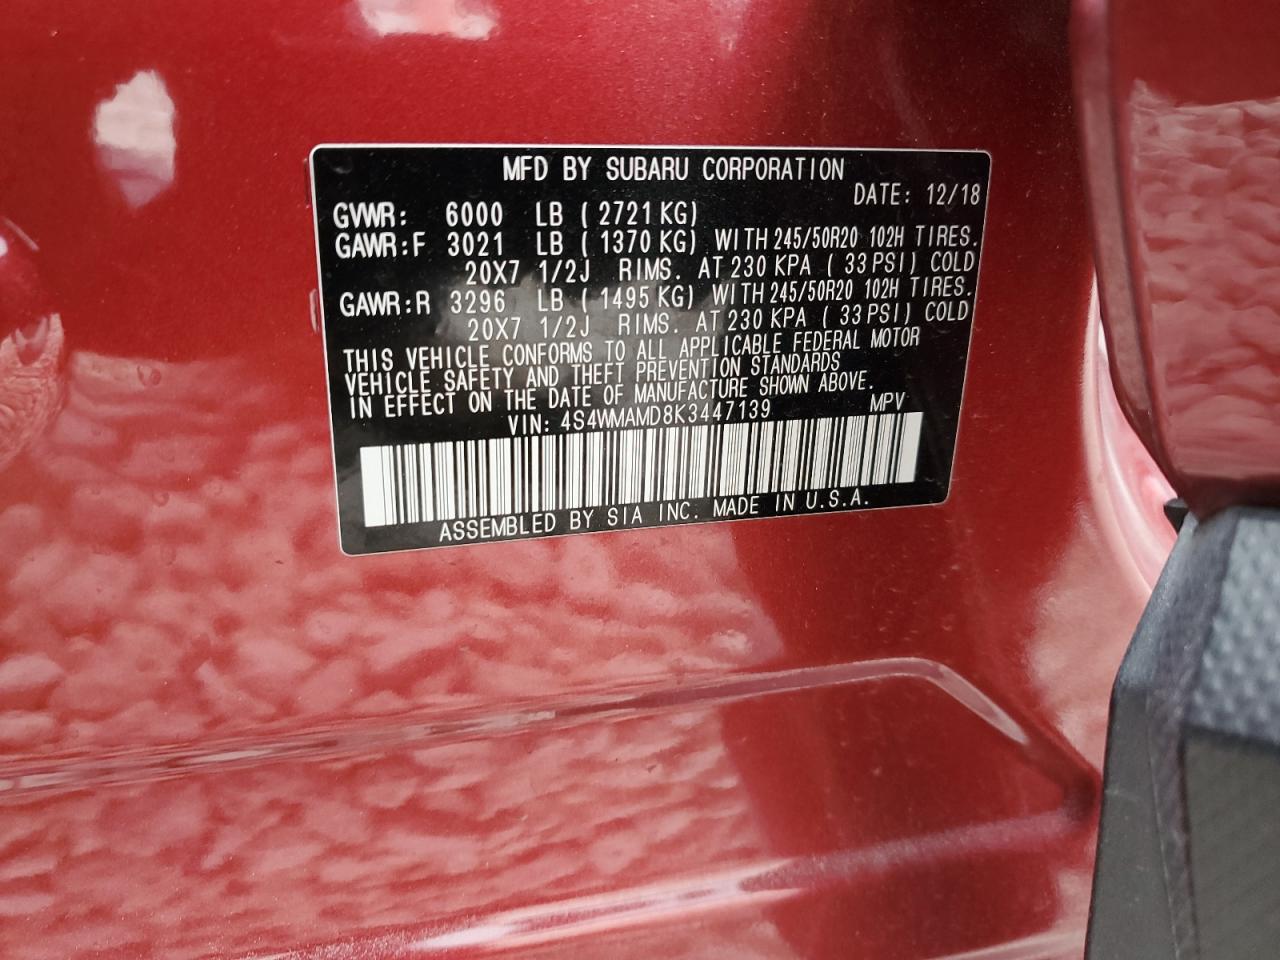 MFD BY SUBARU CORPORATION
DATE: 12/18
GVWR: 6000 LB ( 2721 KG)
GAWR:F 3021 LB ( 1370 KG) WITH 245/50R20 102H TIRES.
20X7 1/2J RIMS. AT 230 KPA ( 33 PSI) COLD
GAWR:R 3296 LB ( 1495 KG) WITH 245/50R20 102H TIRES.
20X7 1/2J RIMS. AT 230 KPA ( 33 PSI) COLD
THIS VEHICLE CONFORMS TO ALL APPLICABLE FEDERAL MOTOR
VEHICLE SAFETY AND THEFT PREVENTION STANDARDS
IN EFFECT ON THE DATE OF MANUFACTURE SHOWN ABOVE.
VIN: 4S4WMAMD8K3447139 MPV
ASSEMBLED BY SIA INC. MADE IN U.S.A.